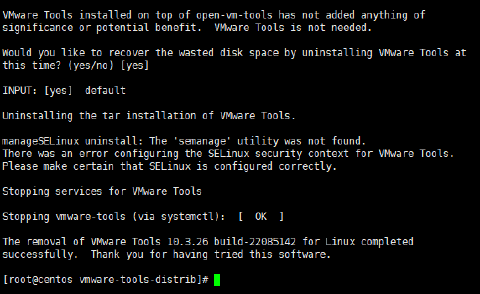 VMware Tools installed on top of open-vm-tools has not added anything of
significance or potential benefit.  VMware Tools is not needed.
Would you like to recover the wasted disk space by uninstalling VMware Tools at
this time? (yes/no) [yes]
INPUT: [yes]  default
Uninstalling the tar installation of VMware Tools.
manageSELinux uninstall: The 'semanage' utility was not found.
There was an error configuring the SELinux security context for VMware Tools.
Please make certain that SELinux is configured correctly.
Stopping services for VMware Tools
Stopping vmware-tools (via systemctl):  [  OK  ]
The removal of VMware Tools 10.3.26 build-22085142 for Linux completed
successfully.  Thank you for having tried this software.
[root@centos vmware-tools-distrib]#